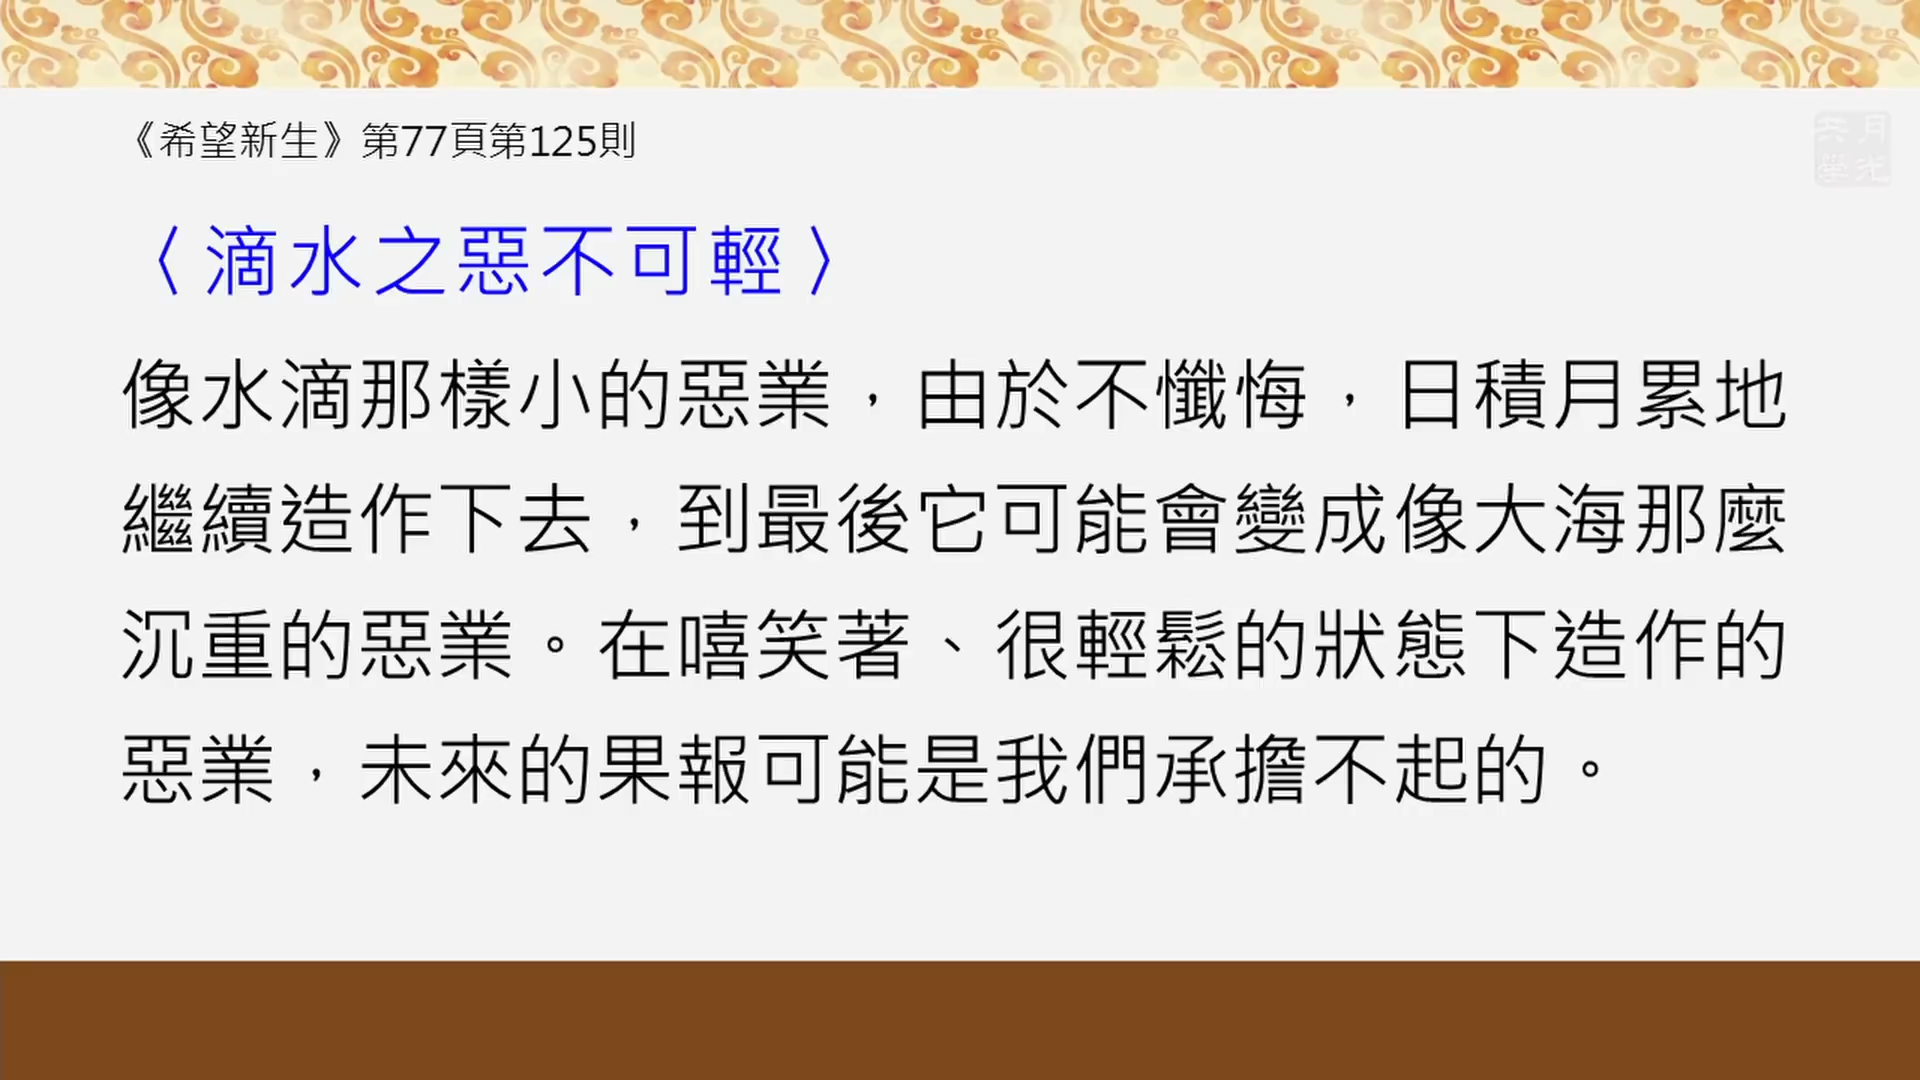 《希望新生》第77頁第125則
〈滴水之惡不可輕〉
像水滴那樣小的惡業，由於不懺悔，日積月累地
繼續造作下去，到最後它可能會變成像大海那麼
沉重的惡業。在嘻笑著、很輕鬆的狀態下造作的
惡業，未來的果報可能是我們承擔不起的。